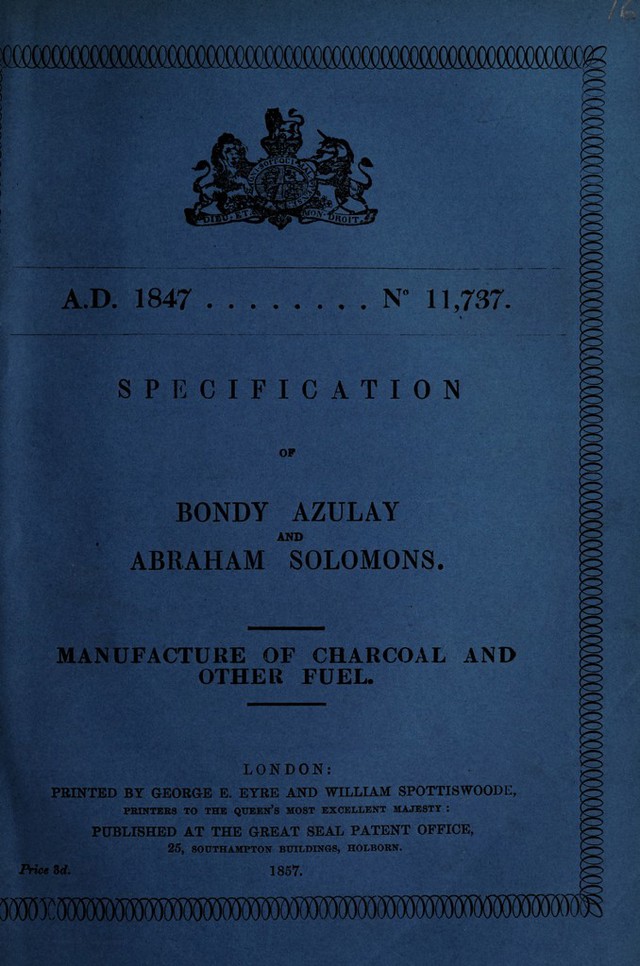 DIEU ET MON DROIT.
A.D. 1847 . . . . . . . . Nº 11,737.
SPECIFICATION
OF
BONDY AZULAY
AND
ABRAHAM SOLOMONS.
MANUFACTURE OF CHARCOAL AND
OTHER FUEL.
LONDON:
PRINTED BY GEORGE E. EYRE AND WILLIAM SPOTTISWOODE,
PRINTERS TO THE QUEEN'S MOST EXCELLENT MAJESTY:
PUBLISHED AT THE GREAT SEAL PATENT OFFICE,
25, SOUTHAMPTON BUILDINGS, HOLBORN.
Price 3d.
1857.